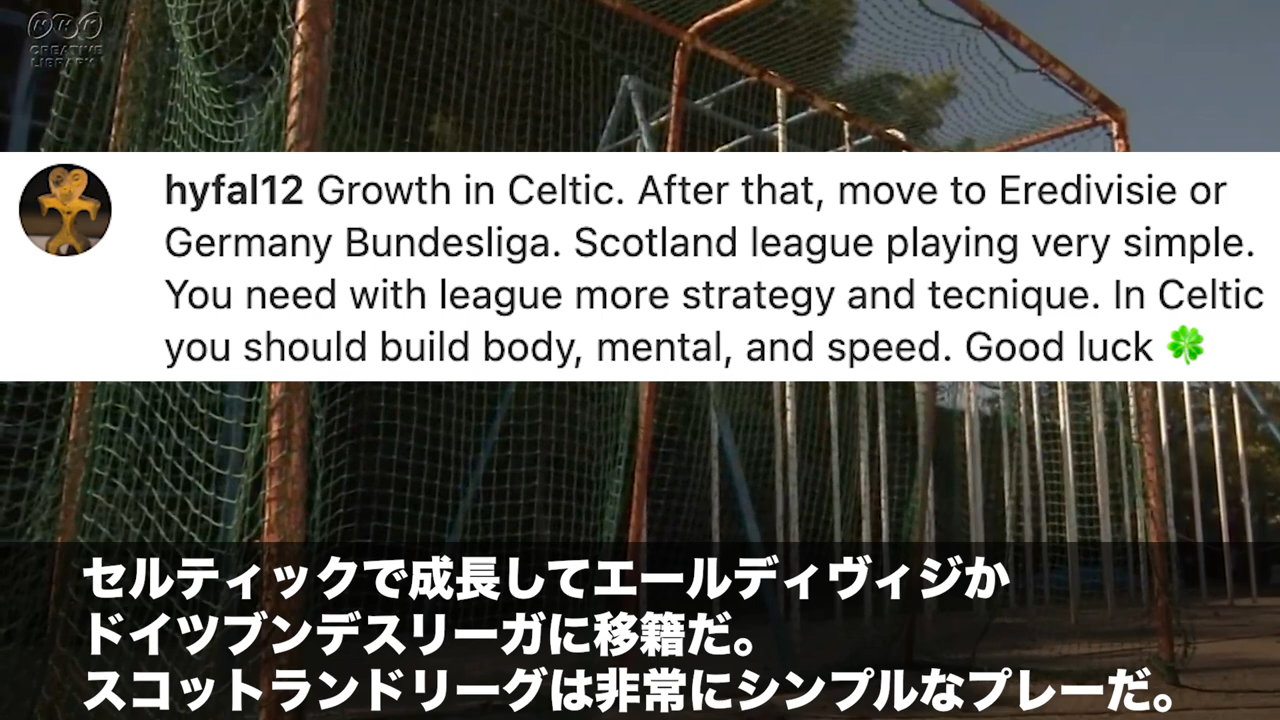 NHK
CREATIVE
LIBRARY
hyfal12 Growth in Celtic. After that, move to Eredivisie or
Germany Bundesliga. Scotland league playing very simple.
You need with league more strategy and tecnique. In Celtic
you should build body, mental, and speed. Good luck 🍀
セルティックで成長してエールディヴィジか
ドイツブンデスリーガに移籍だ。
スコットランドリーグは非常にシンプルなプレーだ。